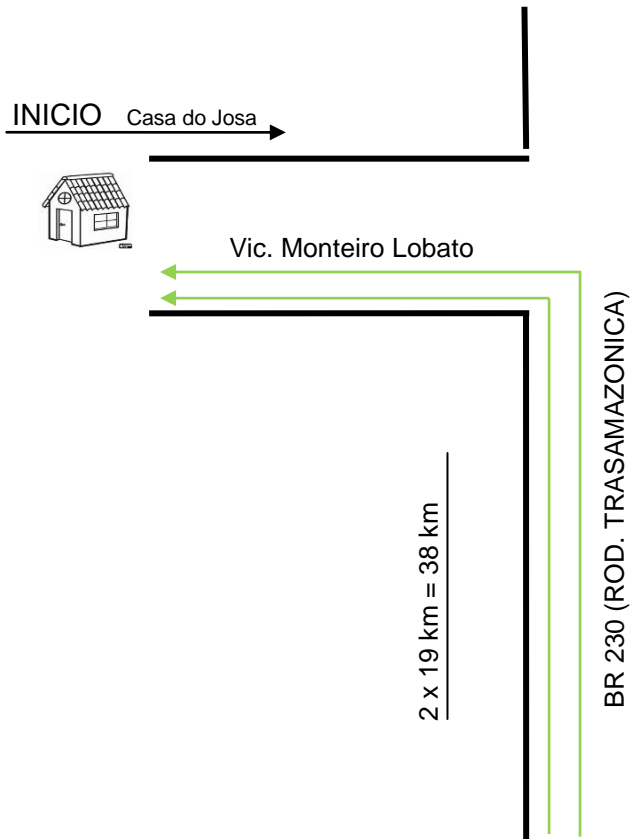 INICIO Casa do Josa
Vic. Monteiro Lobato
2 x 19 km = 38 km
BR 230 (ROD. TRASAMAZONICA)